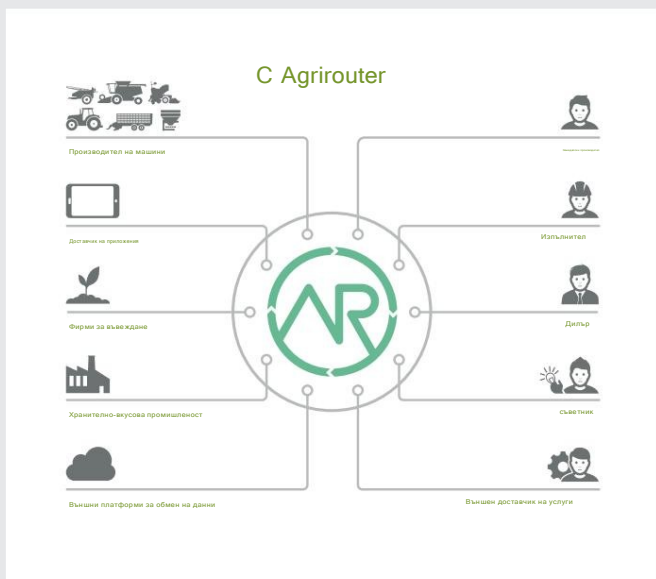 C Agrirouter
Производител на машини
Доставчик на приложения
Изпълнител
Фирми за въвеждане
Дилър
Хранително-вкусова промишленост
съветник
Външни платформи за обмен на данни
Външен доставчик на услуги
AR